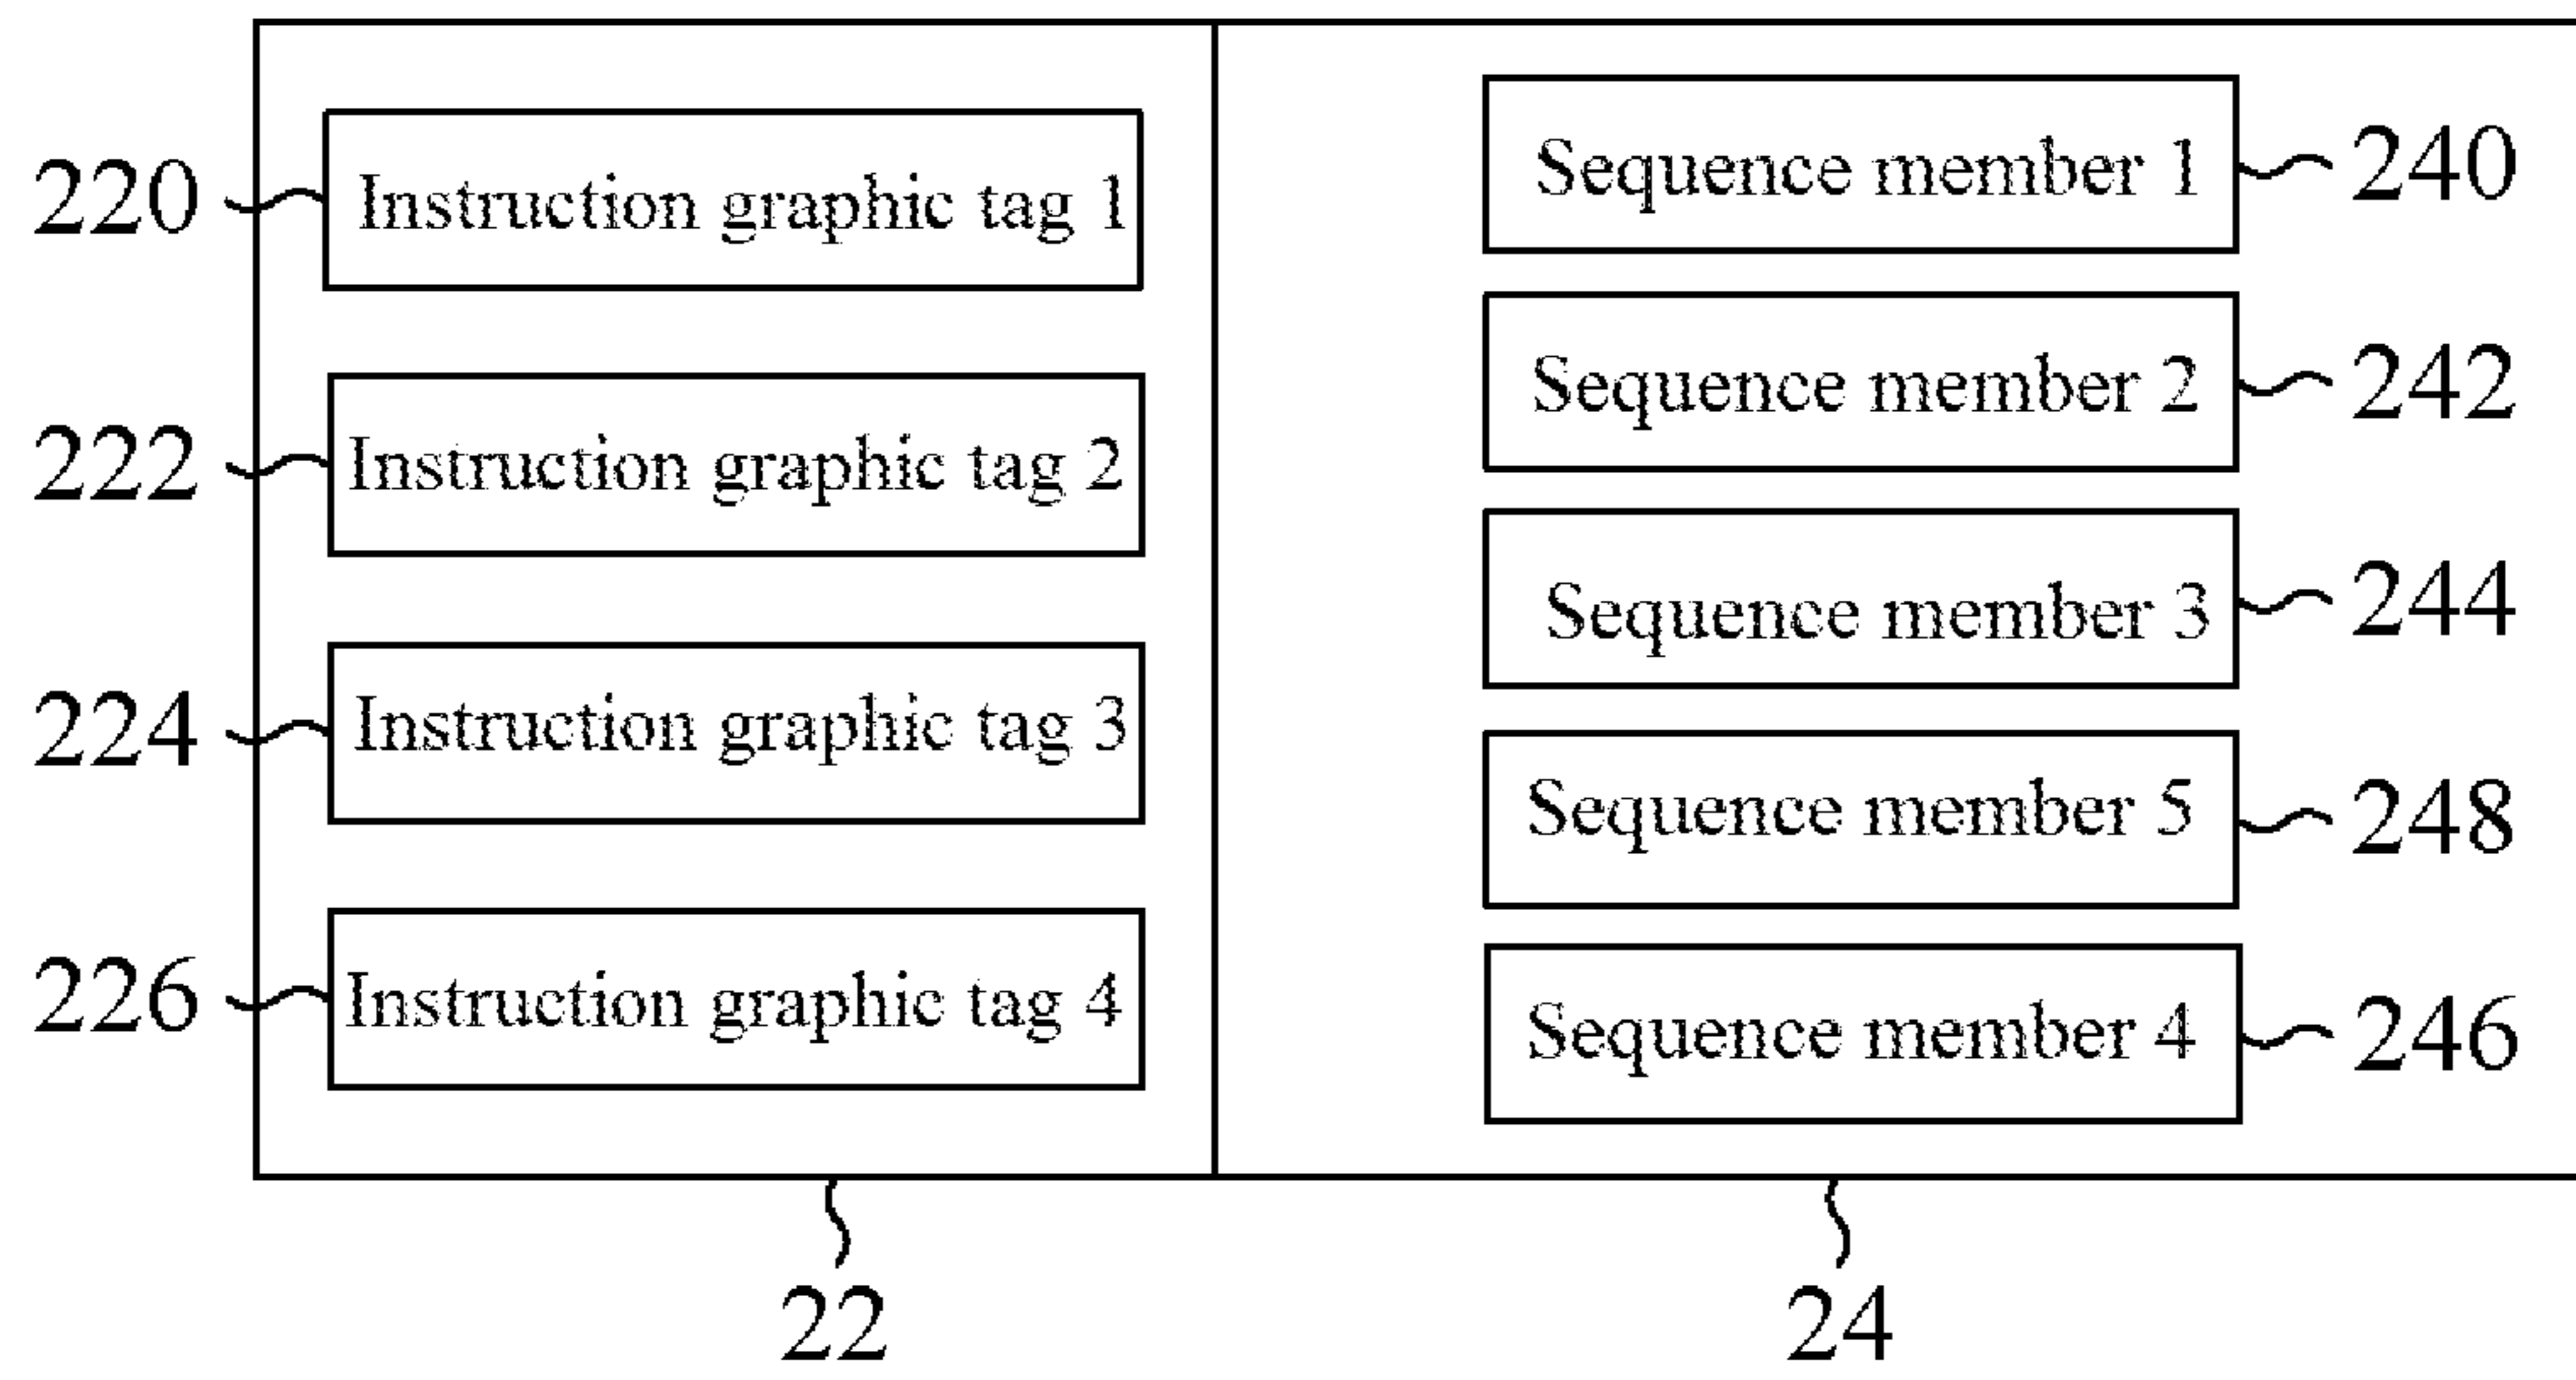 220
Instruction graphic tag 1
222
Instruction graphic tag 2
224
Instruction graphic tag 3
226
Instruction graphic tag 4
22
Sequence member 1
240
Sequence member 2
242
Sequence member 3
244
Sequence member 5
248
Sequence member 4
246
24